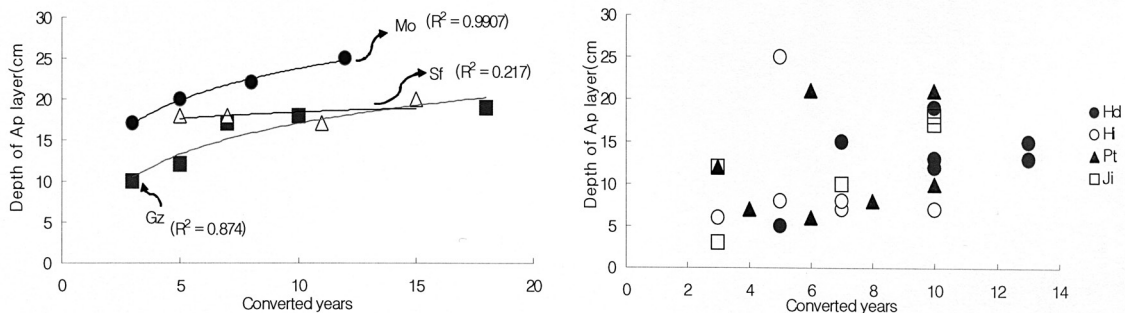 Depth of Ap layer(cm
30
25
20
15
10
5
0
0
5
10
15
20
Converted years
Mo (R² = 0.9907)
Sf (R² = 0.217)
Gz (R² = 0.874)
Depth of Ap layer(cm
30
25
20
15
10
5
0
0
2
4
6
8
10
12
14
Converted years
Hd
Hi
Pt
Ji